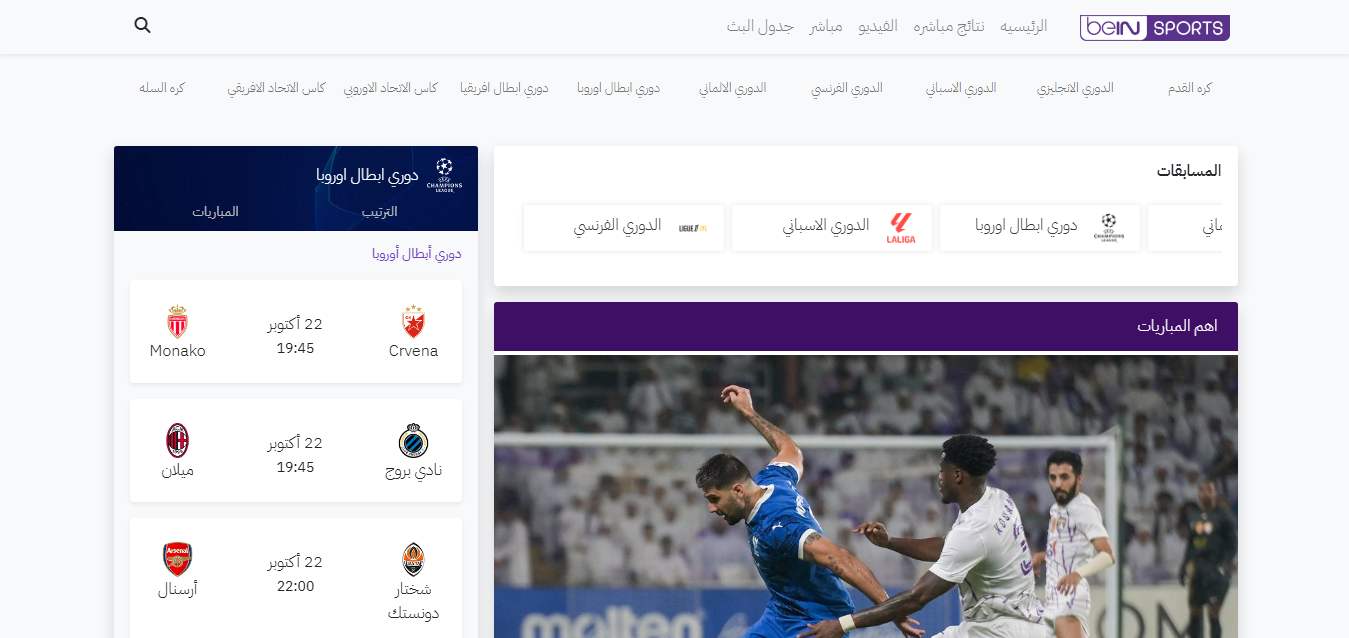 beIN SPORTS
الرئيسيه نتائج مباشره الفيديو مباشر جدول البث
كره القدم الدوري الانجليزي الدوري الاسباني الدوري الفرنسي الدوري الالماني دوري ابطال اوروبا دوري ابطال افريقيا كاس الاتحاد الاوروبي كاس الاتحاد الافريقي كره السله
المسابقات
ماني
دوري ابطال اوروبا
CHAMPIONS LEAGUE
الدوري الاسباني
LALIGA
الدوري الفرنسي
LIGUE 1
اهم المباريات
molten
دوري ابطال اوروبا
CHAMPIONS LEAGUE
الترتيب المباريات
دوري أبطال أوروبا
Crvena
22 أكتوبر
19:45
Monako
نادي بروج
22 أكتوبر
19:45
ميلان
شختار
دونستك
22 أكتوبر
22:00
Arsenal
أرسنال